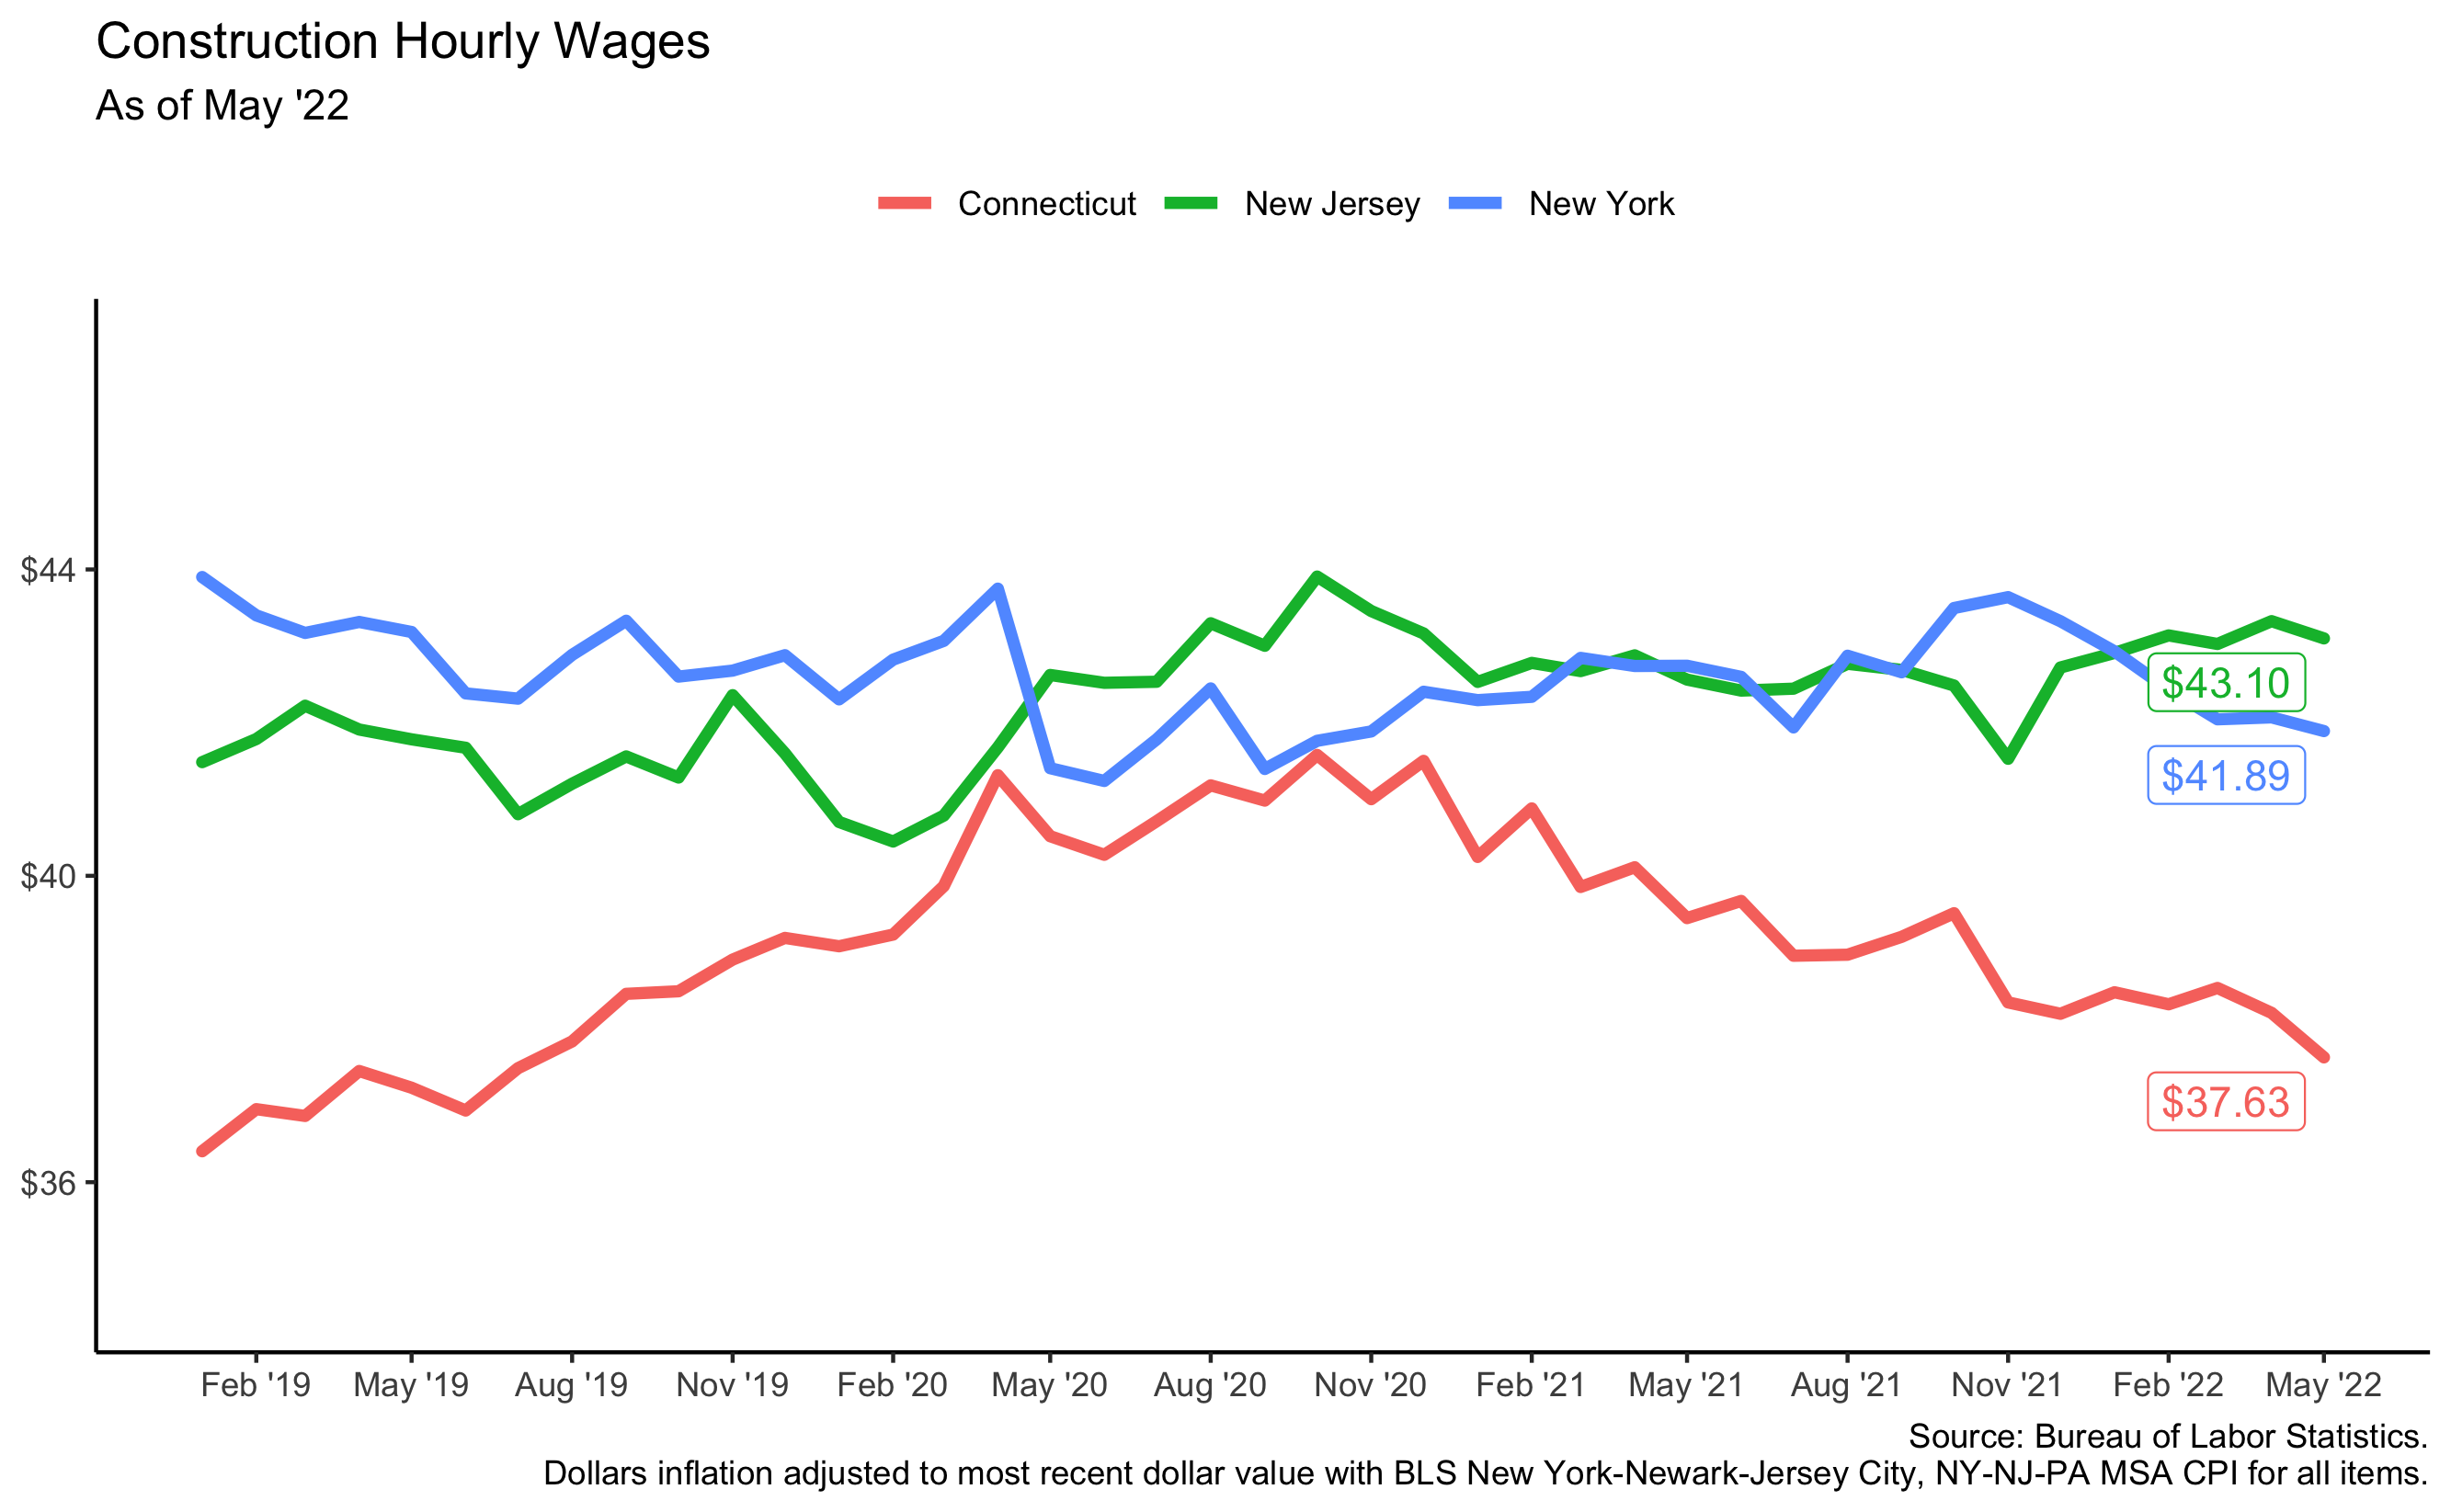 Construction Hourly Wages
As of May '22
Connecticut New Jersey New York
$44
$40
$36
$43.10
$41.89
$37.63
Feb '19 May '19 Aug '19 Nov '19 Feb '20 May '20 Aug '20 Nov '20 Feb '21 May '21 Aug '21 Nov '21 Feb '22 May '22
Source: Bureau of Labor Statistics.
Dollars inflation adjusted to most recent dollar value with BLS New York-Newark-Jersey City, NY-NJ-PA MSA CPI for all items.